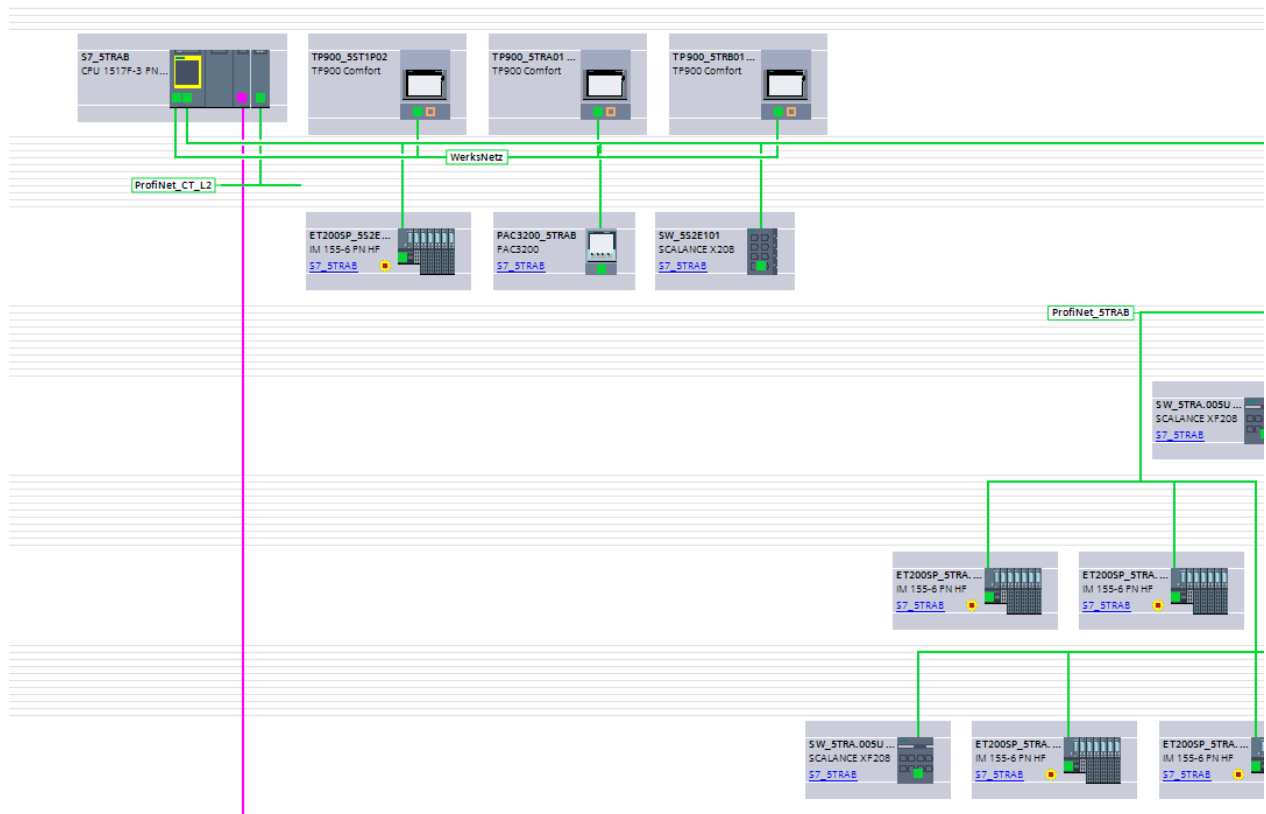 S7_5TRAB
CPU 1517F-3 PN...
TP900_5ST1P02
TP900 Comfort
TP900_5TRA01 ...
TP900 Comfort
TP900_5TRB01 ...
TP900 Comfort
WerksNetz
ProfiNet_CT_L2
ET200SP_5S2E...
IM 155-6 PN HF
S7_5TRAB
PAC3200_5TRAB
PAC3200
S7_5TRAB
SW_5S2E101
SCALANCE X208
S7_5TRAB
ProfiNet_5TRAB
SW_5TRA.005U ...
SCALANCE XF208
S7_5TRAB
ET200SP_5TRA....
IM 155-6 PN HF
S7_5TRAB
ET200SP_5TRA....
IM 155-6 PN HF
S7_5TRAB
SW_5TRA.005U ...
SCALANCE XF208
S7_5TRAB
ET200SP_5TRA....
IM 155-6 PN HF
S7_5TRAB
ET200SP_5TRA....
IM 155-6 PN HF
S7_5TRAB